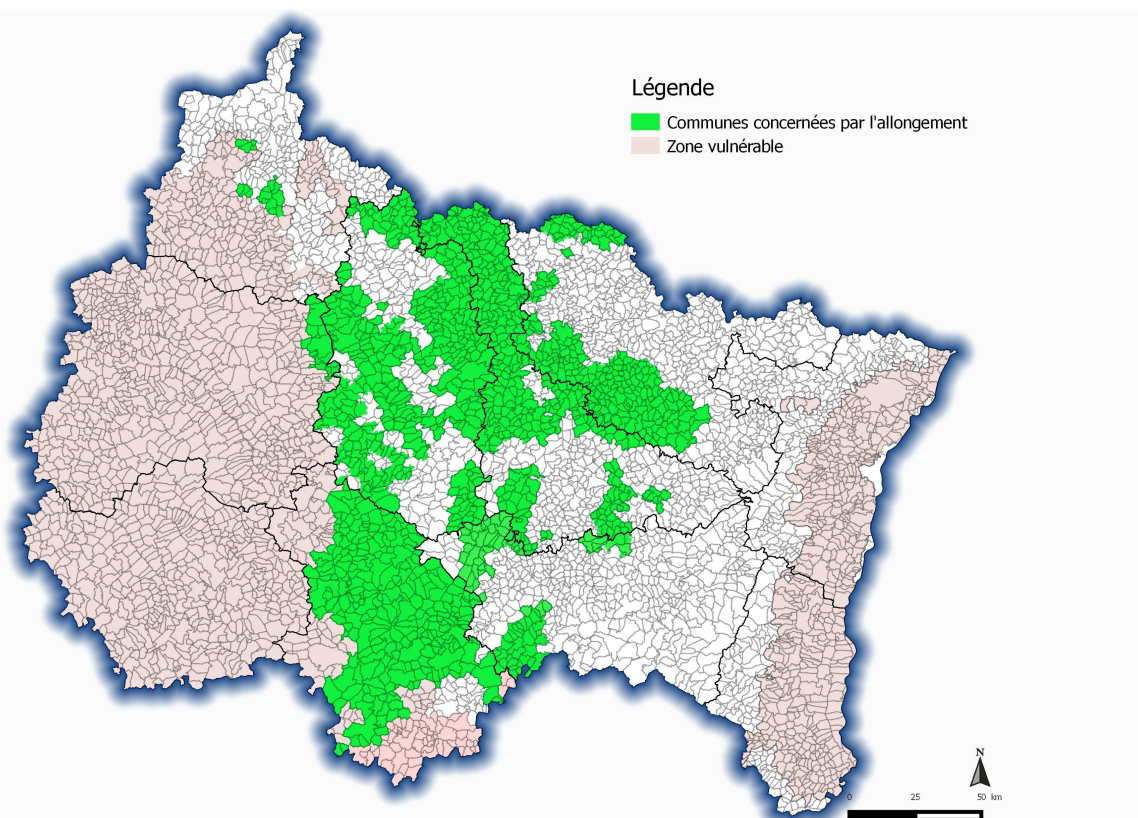 Légende
Communes concernées par l'allongement
Zone vulnérable
N
0 25 50 km